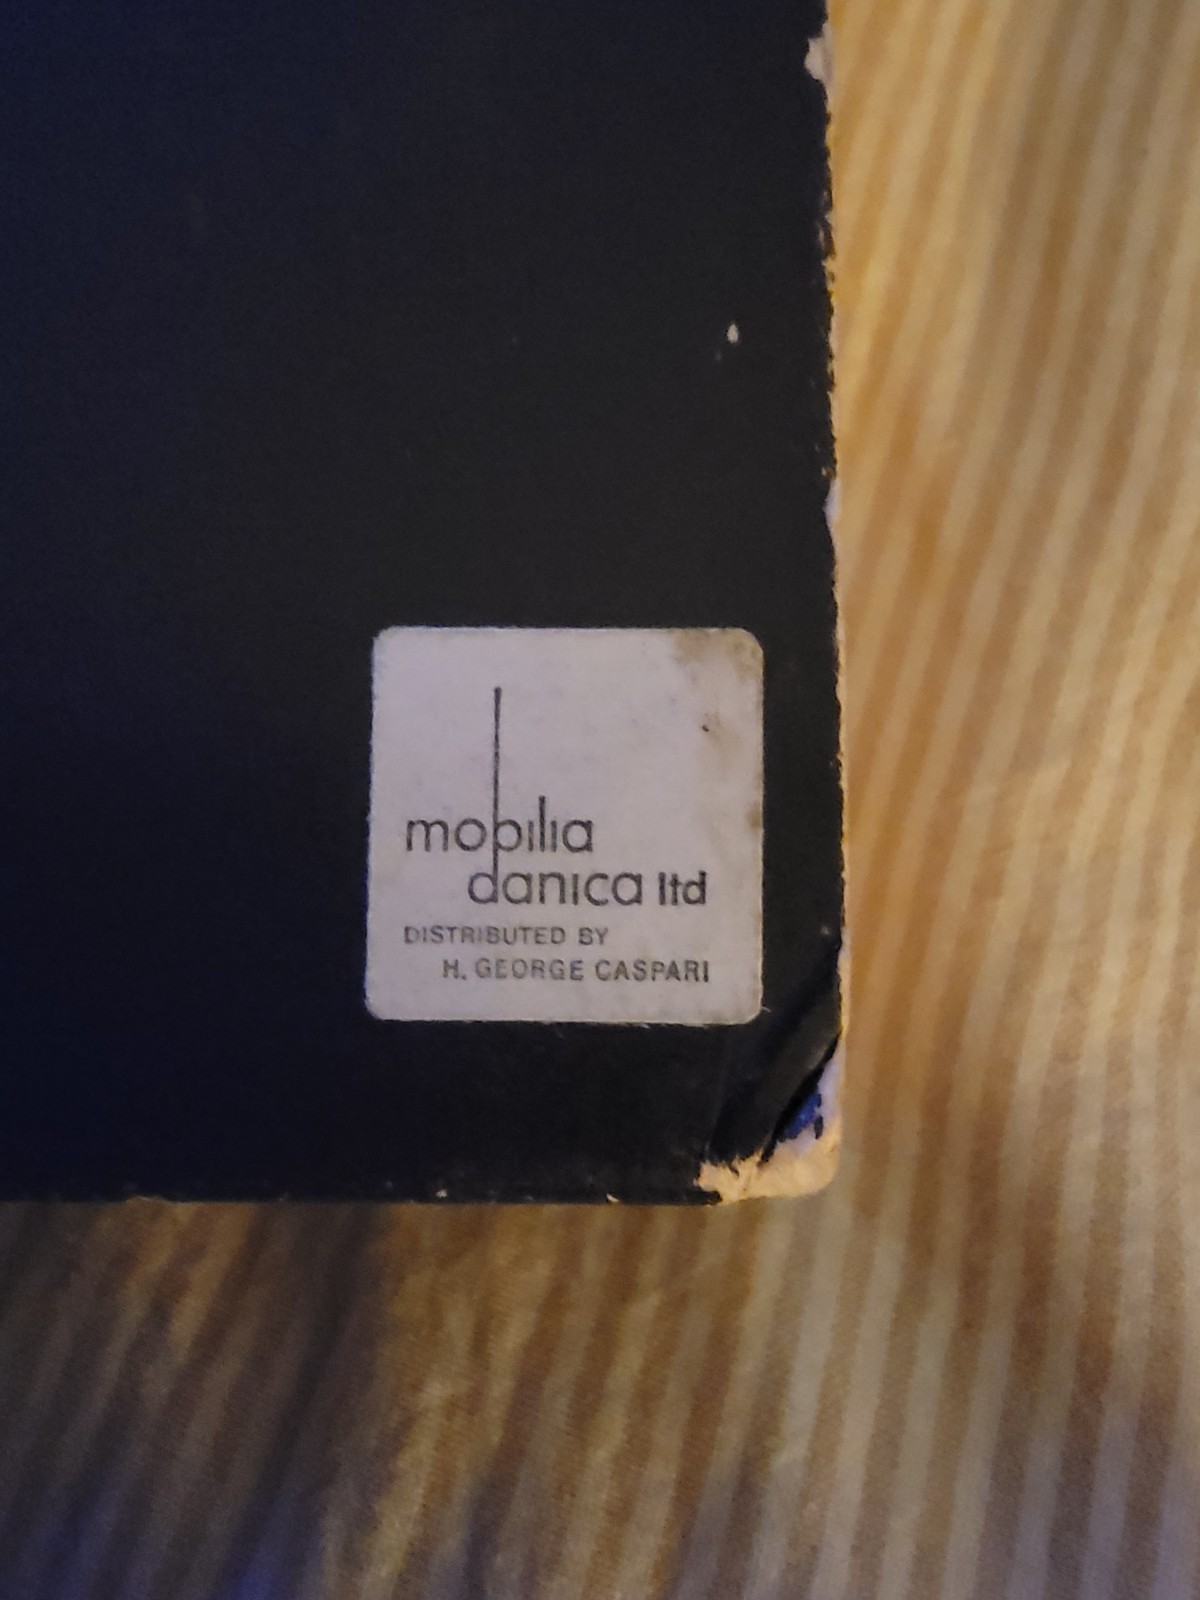 mobilia
danica ltd
DISTRIBUTED BY
H. GEORGE CASPARI